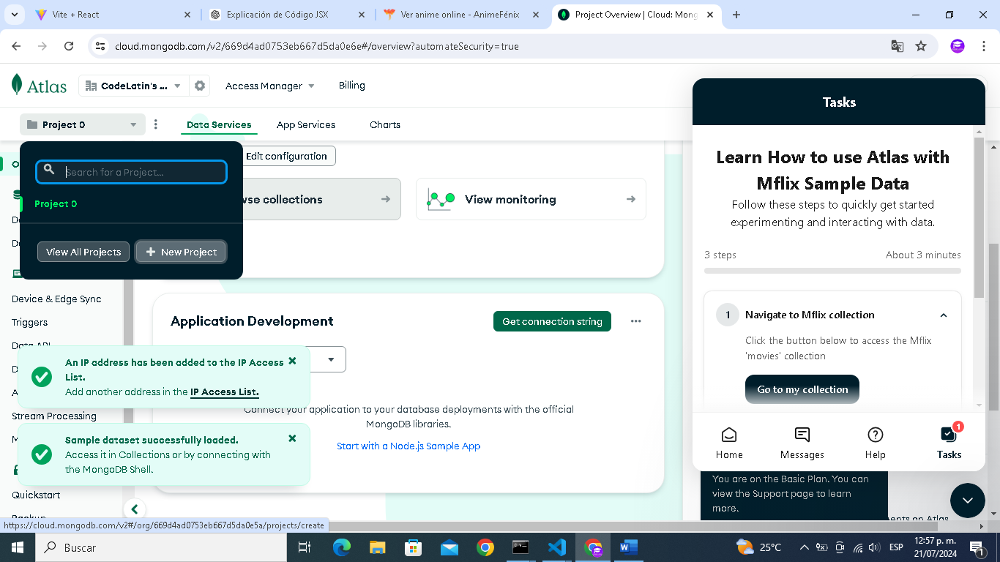 Vite + React
Explicación de Código JSX
Ver anime online - AnimeFénix
Project Overview | Cloud: Mong
cloud.mongodb.com/v2/669d4ad0753eb667d5da0e6e#/overview?automateSecurity=true
Atlas
CodeLatin's ...
Access Manager
Billing
Project 0
Data Services
App Services
Charts
Search for a Project...
Project 0
View All Projects
+ New Project
Edit configuration
wse collections
View monitoring
Device & Edge Sync
Triggers
Data API
Stream Processing
Quickstart
Backup
Application Development
Get connection string
Connect your application to your database deployments with the official
MongoDB libraries.
Start with a Node.js Sample App
An IP address has been added to the IP Access
List.
Add another address in the IP Access List.
Sample dataset successfully loaded.
Access it in Collections or by connecting with
the MongoDB Shell.
Tasks
Learn How to use Atlas with
Mflix Sample Data
Follow these steps to quickly get started
experimenting and interacting with data.
3 steps
About 3 minutes
1
Navigate to Mflix collection
Click the button below to access the Mflix
'movies' collection
Go to my collection
Home
Messages
Help
Tasks
1
You are on the Basic Plan. You can
view the Support page to learn
more.
on Atlas
https://cloud.mongodb.com/v2#/org/669d4ad0753eb667d5da0e5a/projects/create
Buscar
25°C
ESP
12:57 p. m.
21/07/2024
1